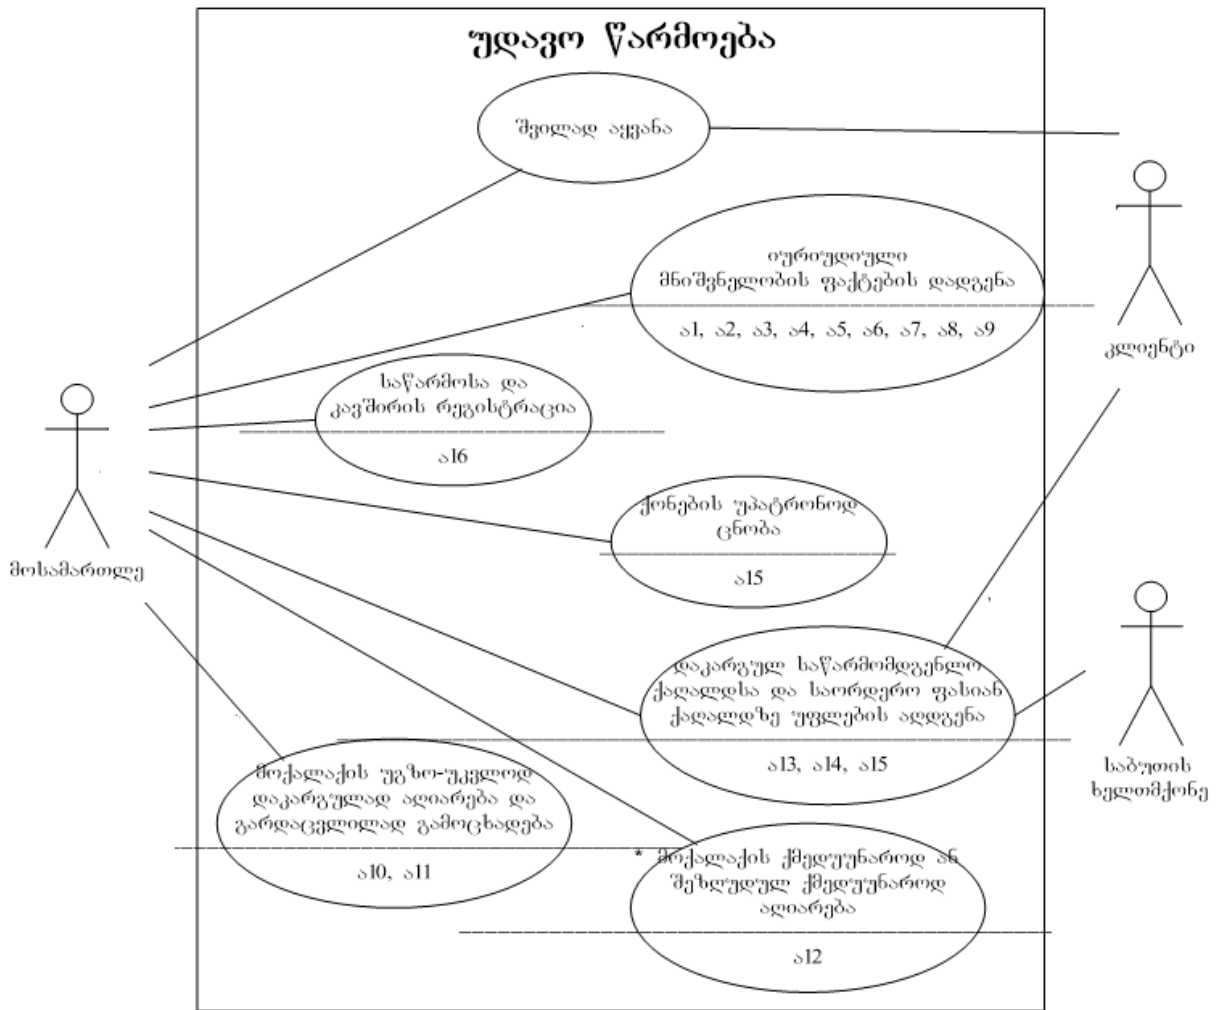 უდავო წარმოება
შვილად აყვანა
იურიუდიული
მნიშვნელობის ფაქტების დადგენა
ა1, ა2, ა3, ა4, ა5, ა6, ა7, ა8, ა9
კლიენტი
საწარმოსა და
კავშირის რეგისტრაცია
ა16
ქონების უპატრონოდ
ცნობა
ა15
მოსამართლე
დაკარგულ საწარმომდგენლო
ქაღალდსა და საორდერო ფასიან
ქაღალდზე უფლების აღდგენა
ა13, ა14, ა15
საბუთის
ხელთმქონე
მოქალაქის უგზო-უკვლოდ
დაკარგულად აღიარება და
გარდაცვლილად გამოცხადება
ა10, ა11
* მოქალაქის ქმედუუნაროდ ან
შეზღუდულ ქმედუუნაროდ
აღიარება
ა12